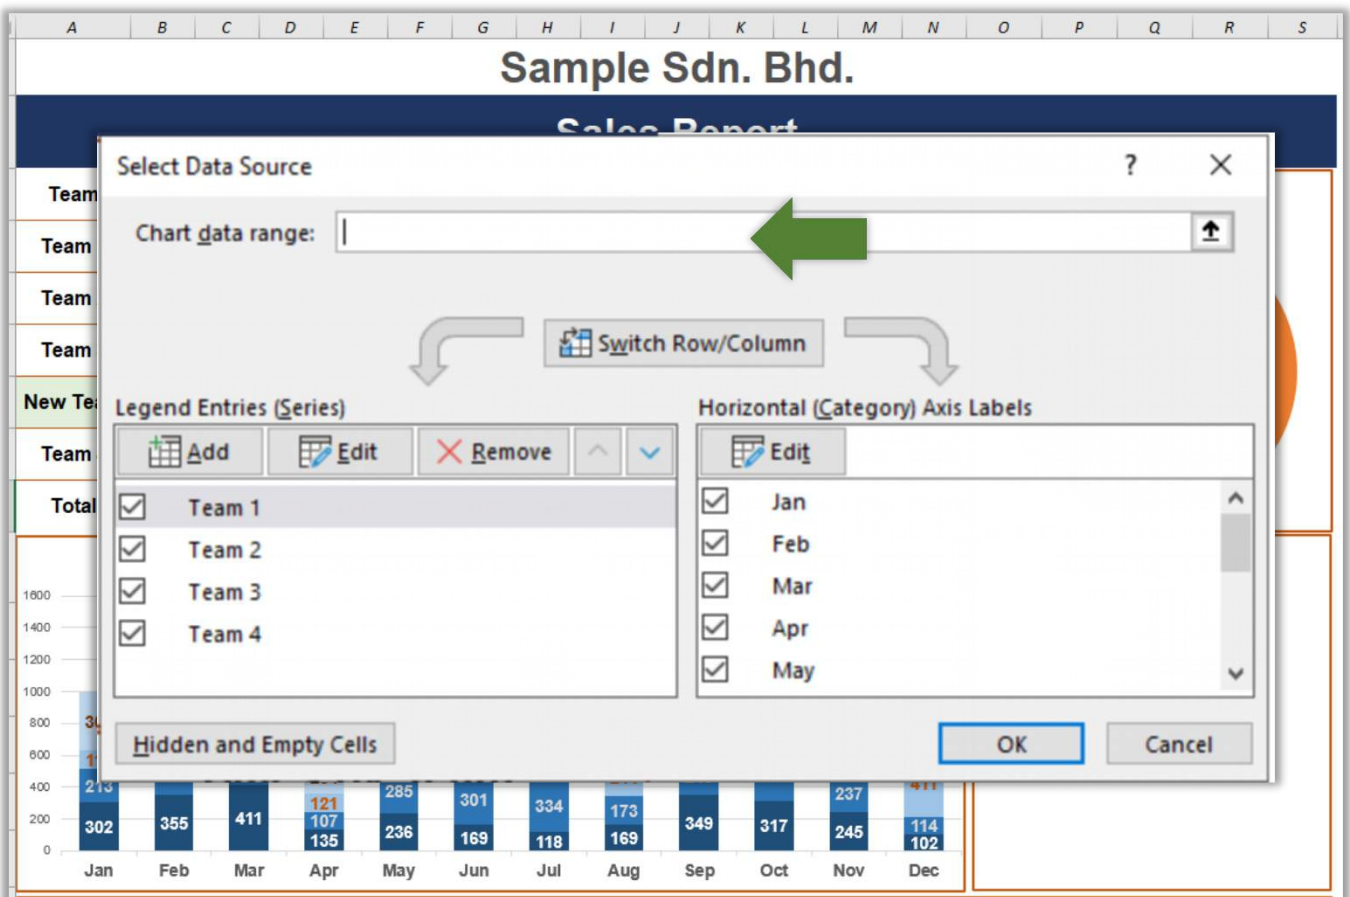 A B C D E F G H I J K L M N O P Q R S
Sample Sdn. Bhd.
Sales Report
Select Data Source ? ×
Team
Chart data range:
Team
Team
Switch Row/Column
Team
New Tea
Legend Entries (Series) Horizontal (Category) Axis Labels
Team
Add Edit Remove Edit
Total
Team 1 Jan
Team 2 Feb
Team 3 Mar
Team 4 Apr
May
Hidden and Empty Cells OK Cancel
1600
1400
1200
1000
800
600
400
200
0
213 285 301 334 173 237 411
121
107 114
302 355 411 135 236 169 118 169 349 317 245 102
Jan Feb Mar Apr May Jun Jul Aug Sep Oct Nov Dec